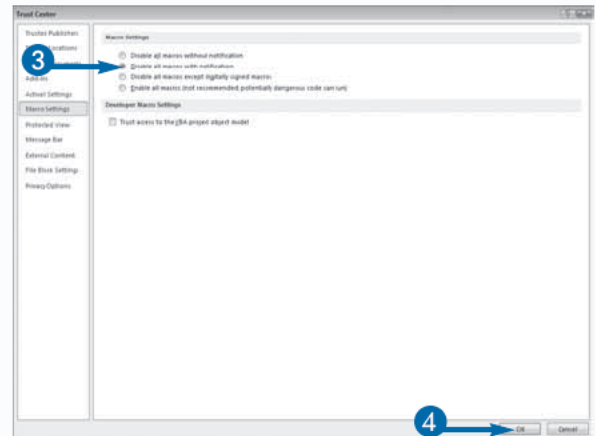 Trust Center
Trusted Publishers
Locations
Add-ins
ActiveX Settings
Macro Settings
Protected View
Message Bar
External Content
File Block Settings
Privacy Options
Macro Settings
Disable all macros without notification
Disable all macros with notification
Disable all macros except digitally signed macros
Enable all macros (not recommended; potentially dangerous code can run)
Developer Macro Settings
Trust access to the VBA project object model
3
4
OK
Cancel